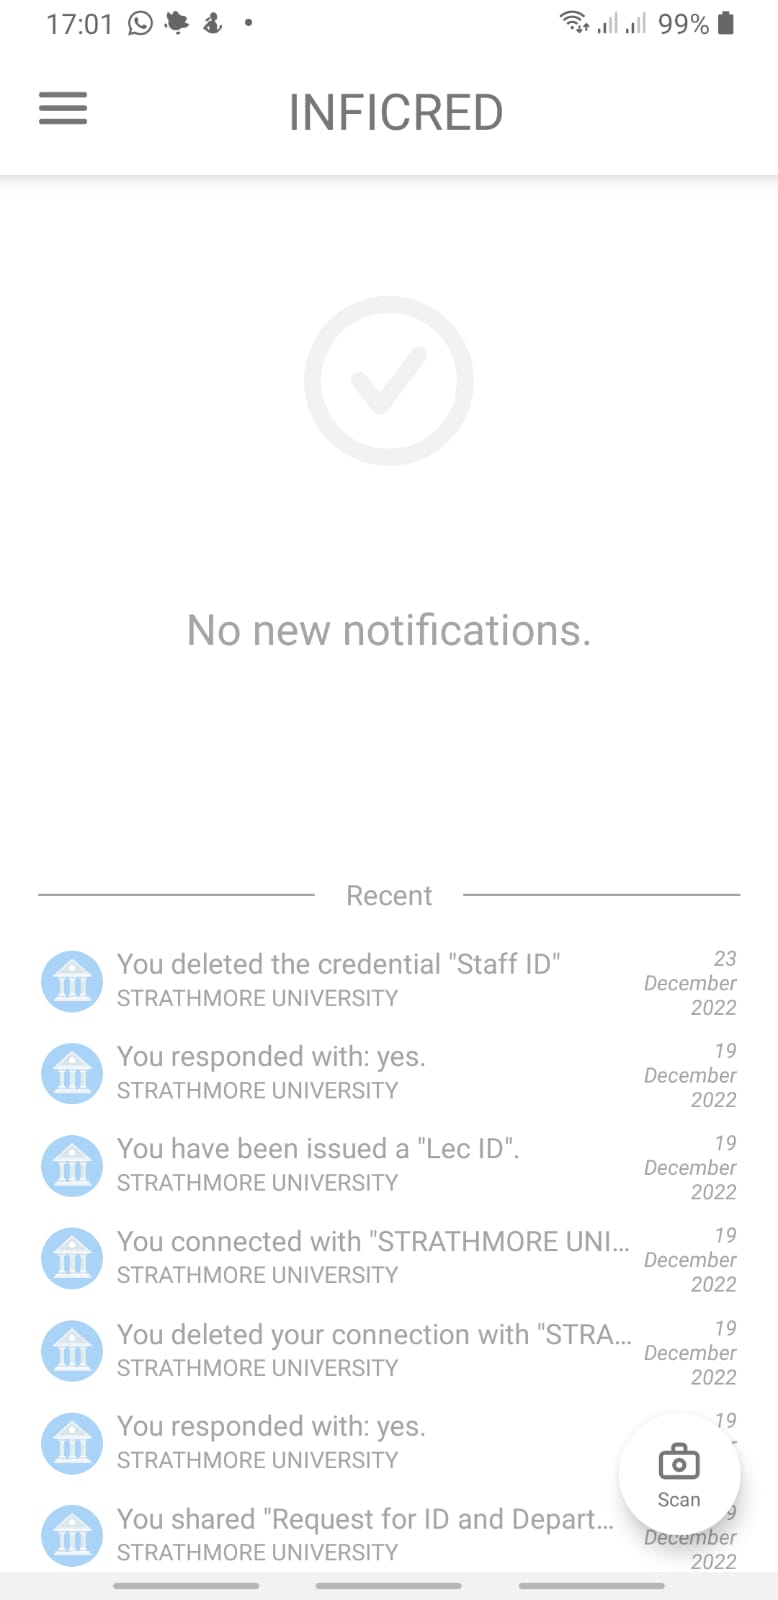 17:01
99%
INFICRED
No new notifications.
Recent
You deleted the credential "Staff ID"
STRATHMORE UNIVERSITY
23
December
2022
You responded with: yes.
STRATHMORE UNIVERSITY
19
December
2022
You have been issued a "Lec ID".
STRATHMORE UNIVERSITY
19
December
2022
You connected with "STRATHMORE UNI...
STRATHMORE UNIVERSITY
19
December
2022
You deleted your connection with "STRA...
STRATHMORE UNIVERSITY
19
December
2022
You responded with: yes.
STRATHMORE UNIVERSITY
19
Scan
You shared "Request for ID and Depart...
STRATHMORE UNIVERSITY
9
December
2022